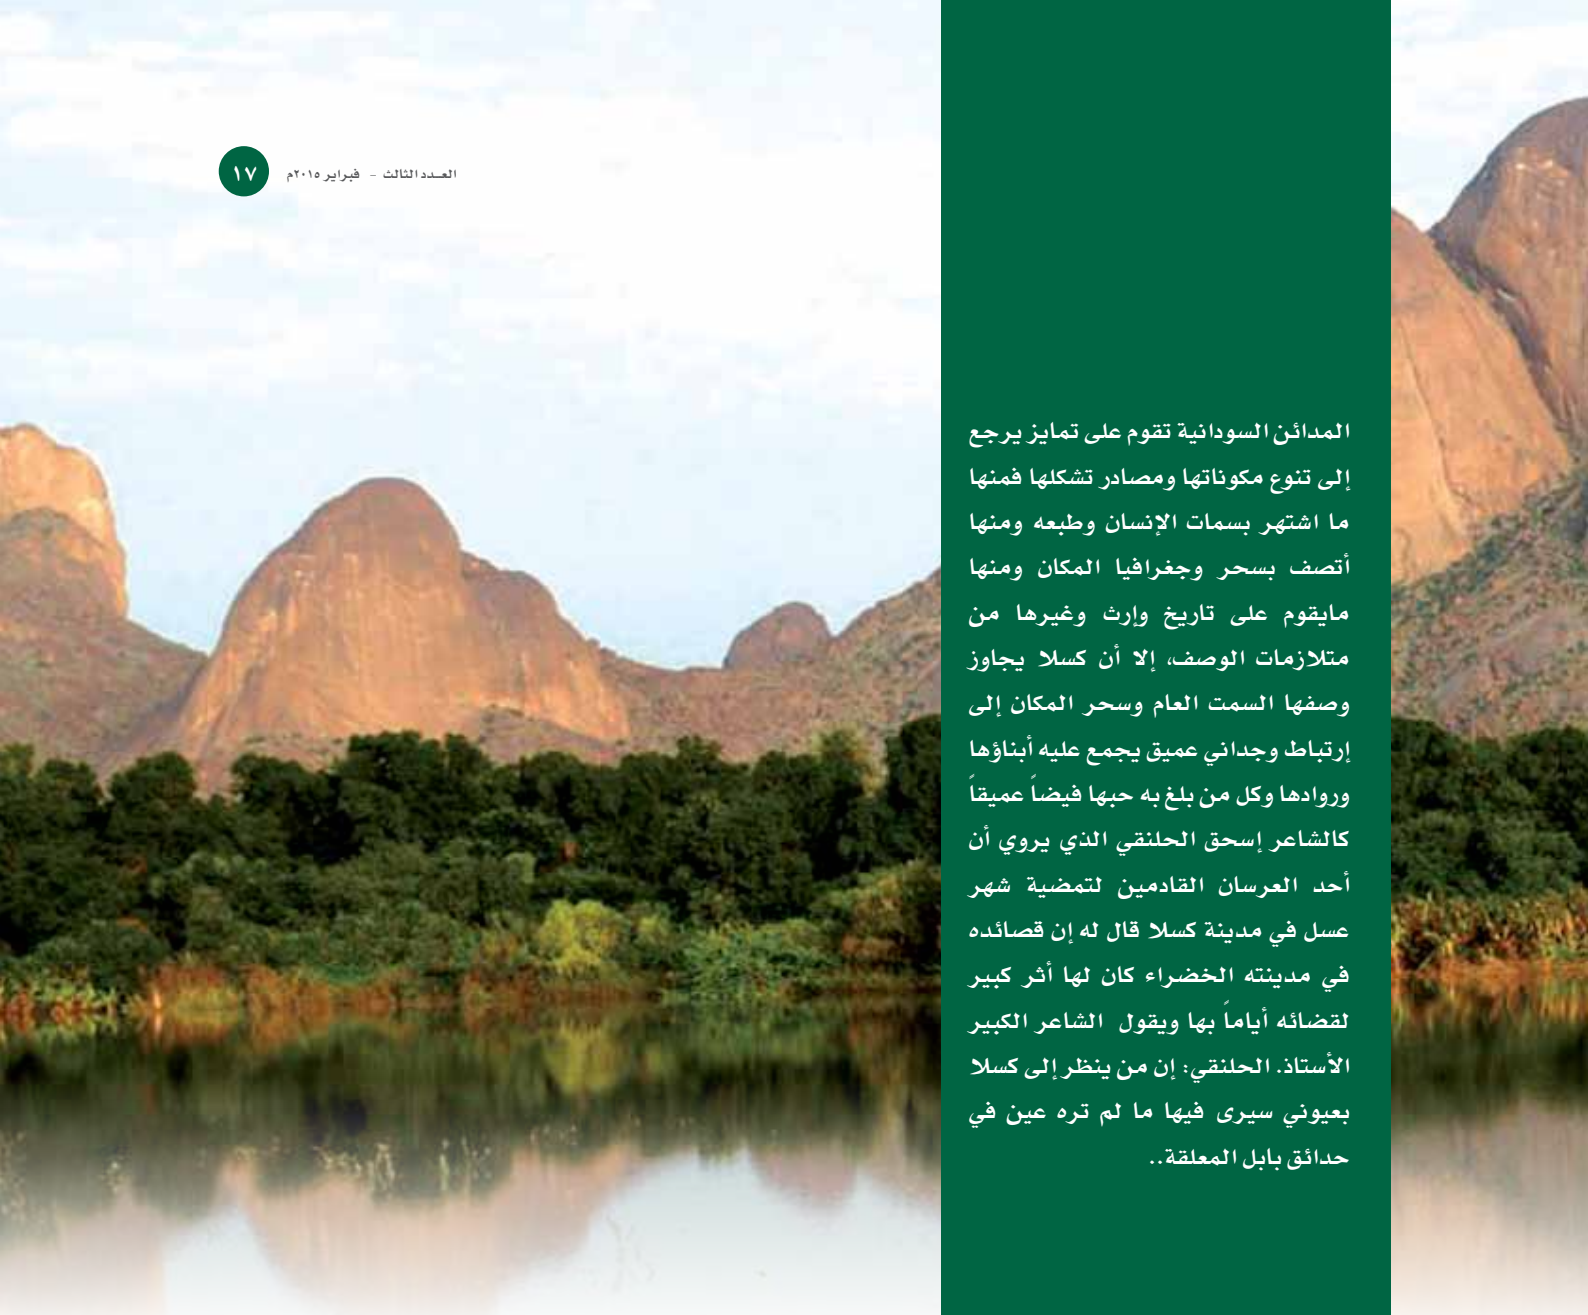 العـدد الثالث - فبراير ٢٠١٥م
١٧
المدائن السودانية تقوم على تمايز يرجع
إلى تنوع مكوناتها ومصادر تشكلها فمنها
ما اشتهر بسمات الإنسان وطبعه ومنها
أتصف بسحر وجغرافيا المكان ومنها
مايقوم على تاريخ وإرث وغيرها من
متلازمات الوصف، إلا أن كسلا يجاوز
وصفها السمت العام وسحر المكان إلى
إرتباط وجداني عميق يجمع عليه أبناؤها
وروادها وكل من بلغ به حبها فيضاً عميقاً
كالشاعر إسحق الحلنقي الذي يروي أن
أحد العرسان القادمين لتمضية شهر
عسل في مدينة كسلا قال له إن قصائده
في مدينته الخضراء كان لها أثر كبير
لقضائه أياماً بها ويقول الشاعر الكبير
الأستاذ. الحلنقي: إن من ينظر إلى كسلا
بعيوني سيرى فيها ما لم تره عين في
حدائق بابل المعلقة..